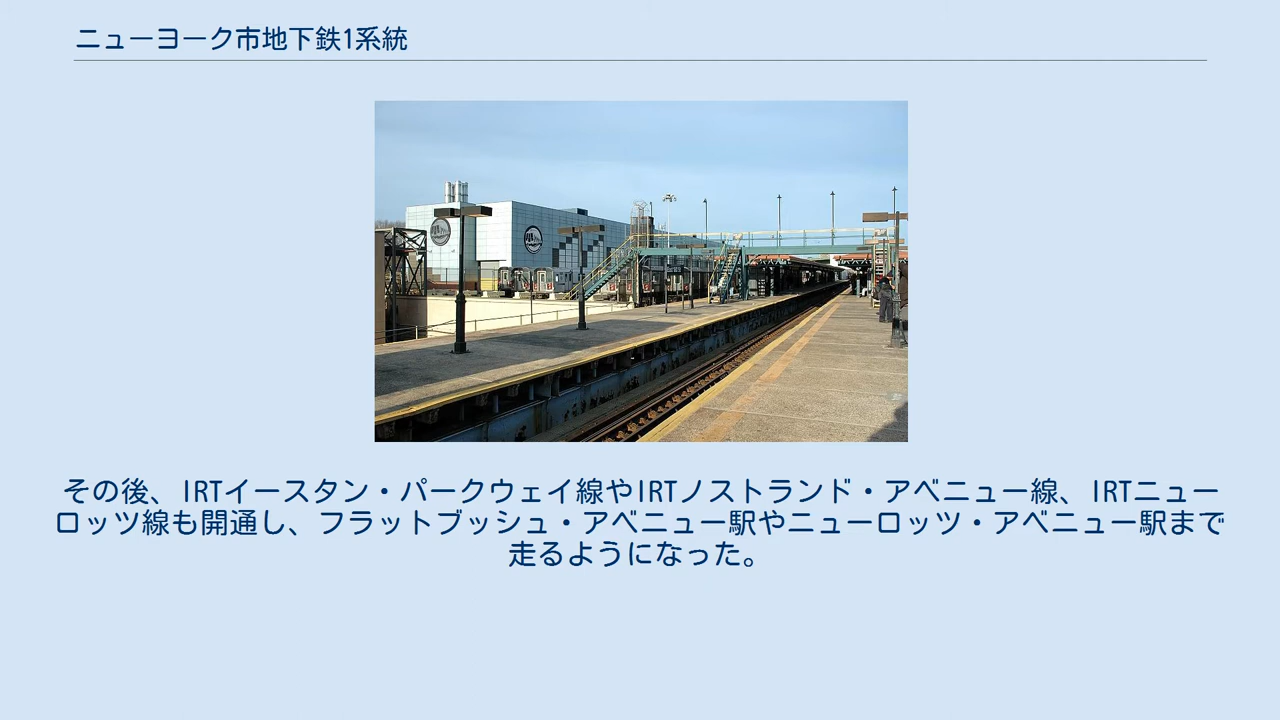 ニューヨーク市地下鉄1系統
その後、IRTイースタン・パークウェイ線やIRTノストランド・アベニュー線、IRTニュー
ロッツ線も開通し、フラットブッシュ・アベニュー駅やニューロッツ・アベニュー駅まで
走るようになった。